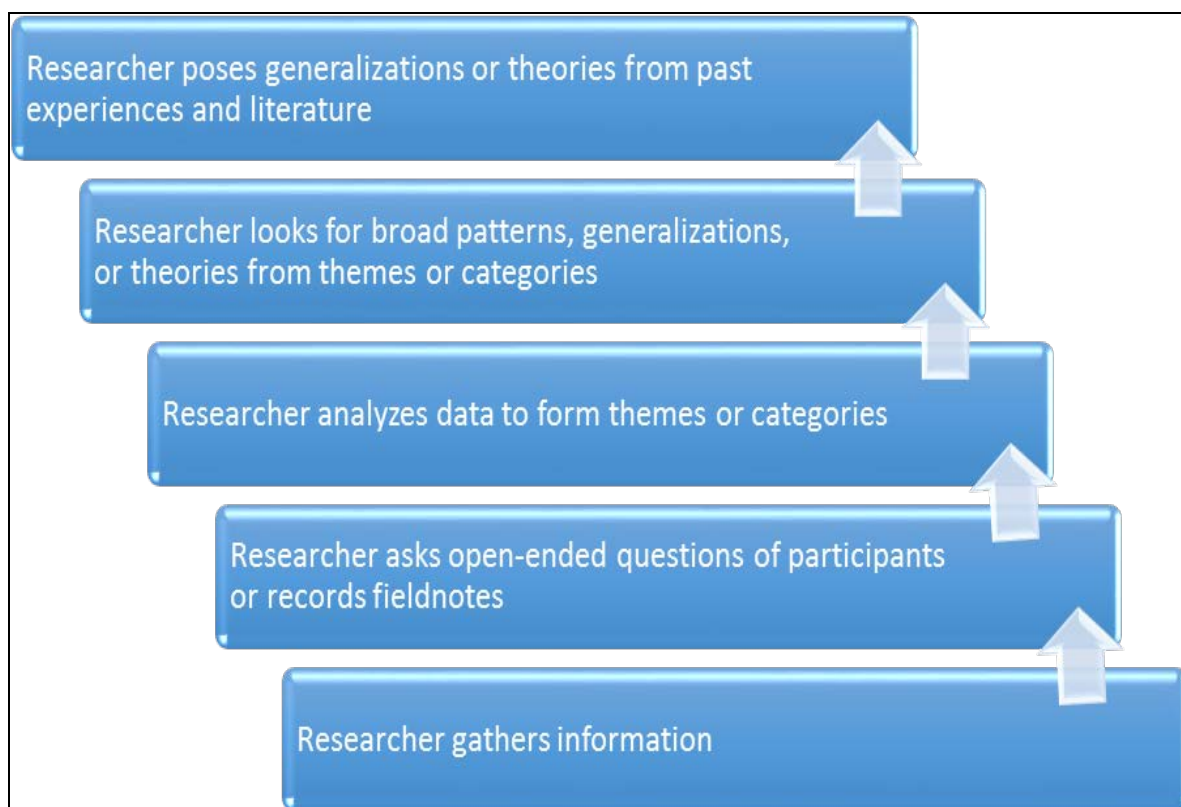 Researcher poses generalizations or theories from past
experiences and literature
Researcher looks for broad patterns, generalizations,
or theories from themes or categories
Researcher analyzes data to form themes or categories
Researcher asks open-ended questions of participants
or records fieldnotes
Researcher gathers information